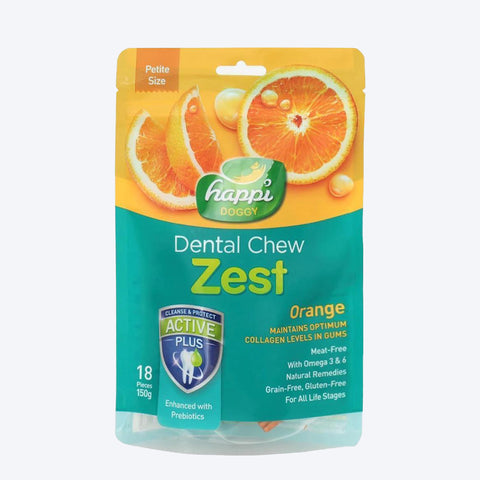 Petite
Size
happi
DOGGY
Dental Chew
Zest
Orange
MAINTAINS OPTIMUM
COLLAGEN LEVELS IN GUMS
CLEANSE & PROTECT
ACTIVE
PLUS
Meat-Free
With Omega 3 & 6
Natural Remedies
Grain-Free, Gluten-Free
For All Life Stages
18
Pieces
150g
Enhanced with
Prebiotics